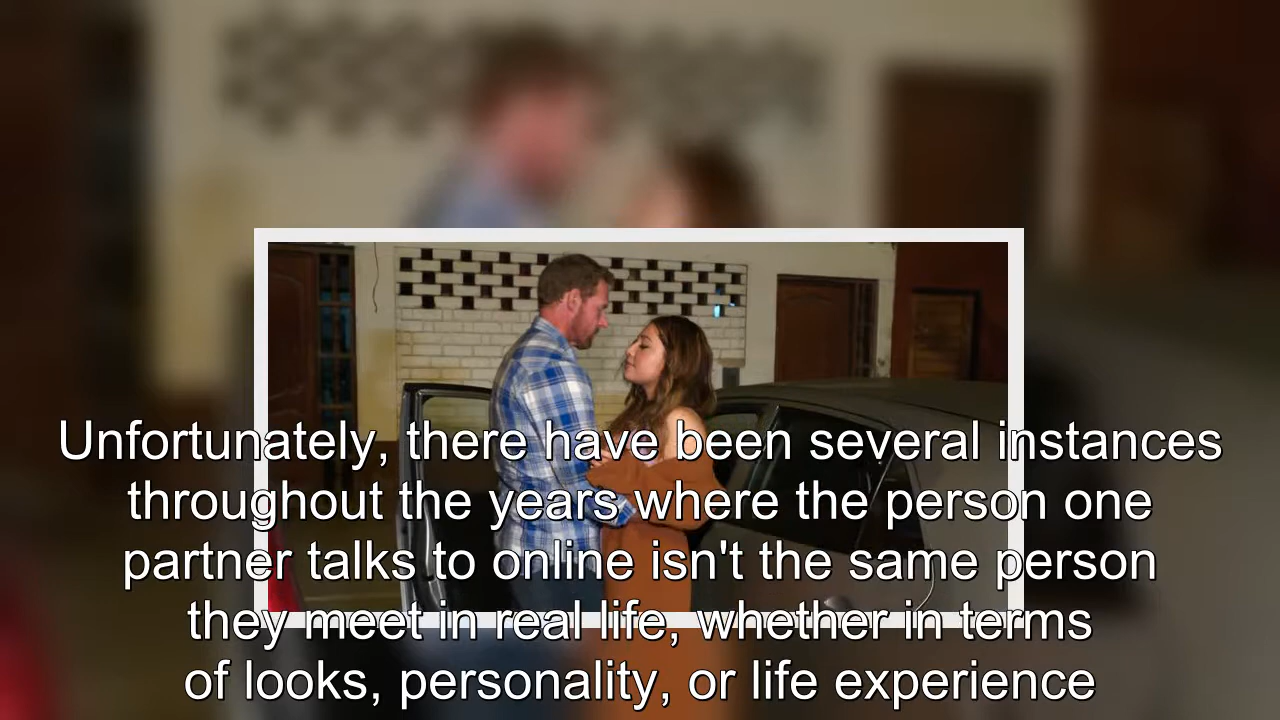 Unfortunately, there have been several instances
throughout the years where the person one
partner talks to online isn't the same person
they meet in real life, whether in terms
of looks, personality, or life experience